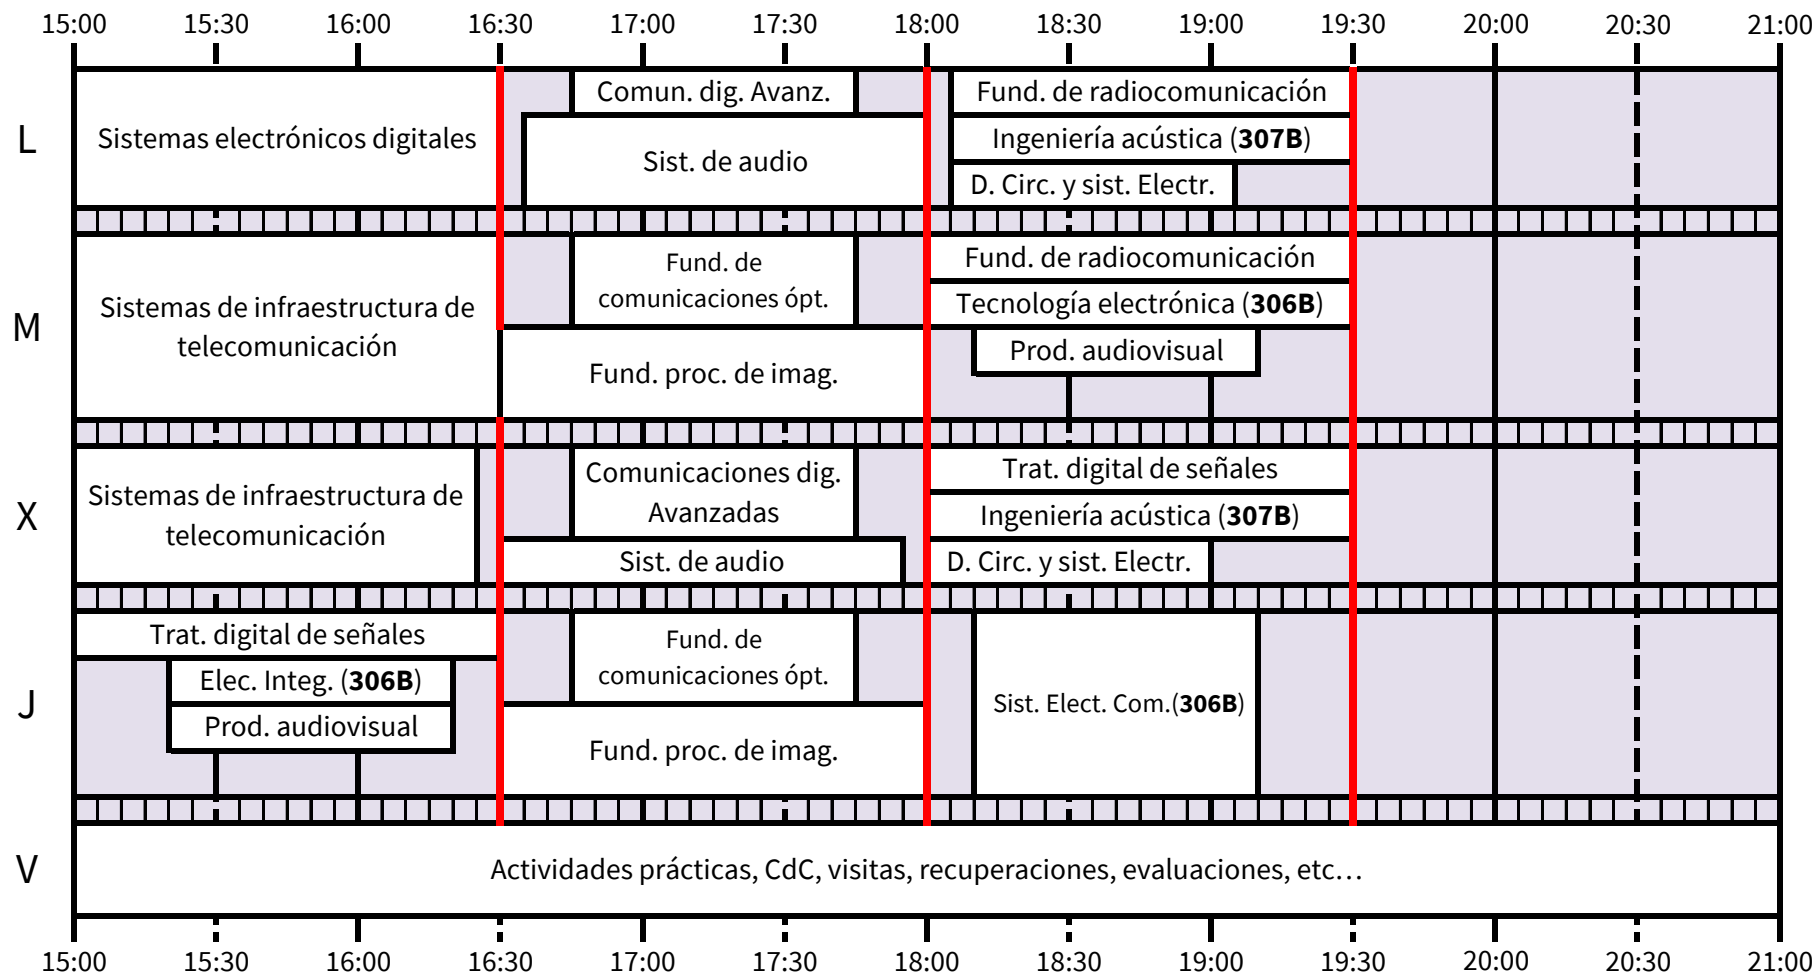 15:00 15:30 16:00 16:30 17:00 17:30 18:00 18:30 19:00 19:30 20:00 20:30 21:00
L
Sistemas electrónicos digitales
Comun. dig. Avanz.
Sist. de audio
Fund. de radiocomunicación
Ingeniería acústica (307B)
D. Circ. y sist. Electr.
M
Sistemas de infraestructura de
telecomunicación
Fund. de
comunicaciones ópt.
Fund. proc. de imag.
Fund. de radiocomunicación
Tecnología electrónica (306B)
Prod. audiovisual
X
Sistemas de infraestructura de
telecomunicación
Comunicaciones dig.
Avanzadas
Sist. de audio
Trat. digital de señales
Ingeniería acústica (307B)
D. Circ. y sist. Electr.
J
Trat. digital de señales
Elec. Integ. (306B)
Prod. audiovisual
Fund. de
comunicaciones ópt.
Fund. proc. de imag.
Sist. Elect. Com.(306B)
V
Actividades prácticas, CdC, visitas, recuperaciones, evaluaciones, etc…
15:00 15:30 16:00 16:30 17:00 17:30 18:00 18:30 19:00 19:30 20:00 20:30 21:00